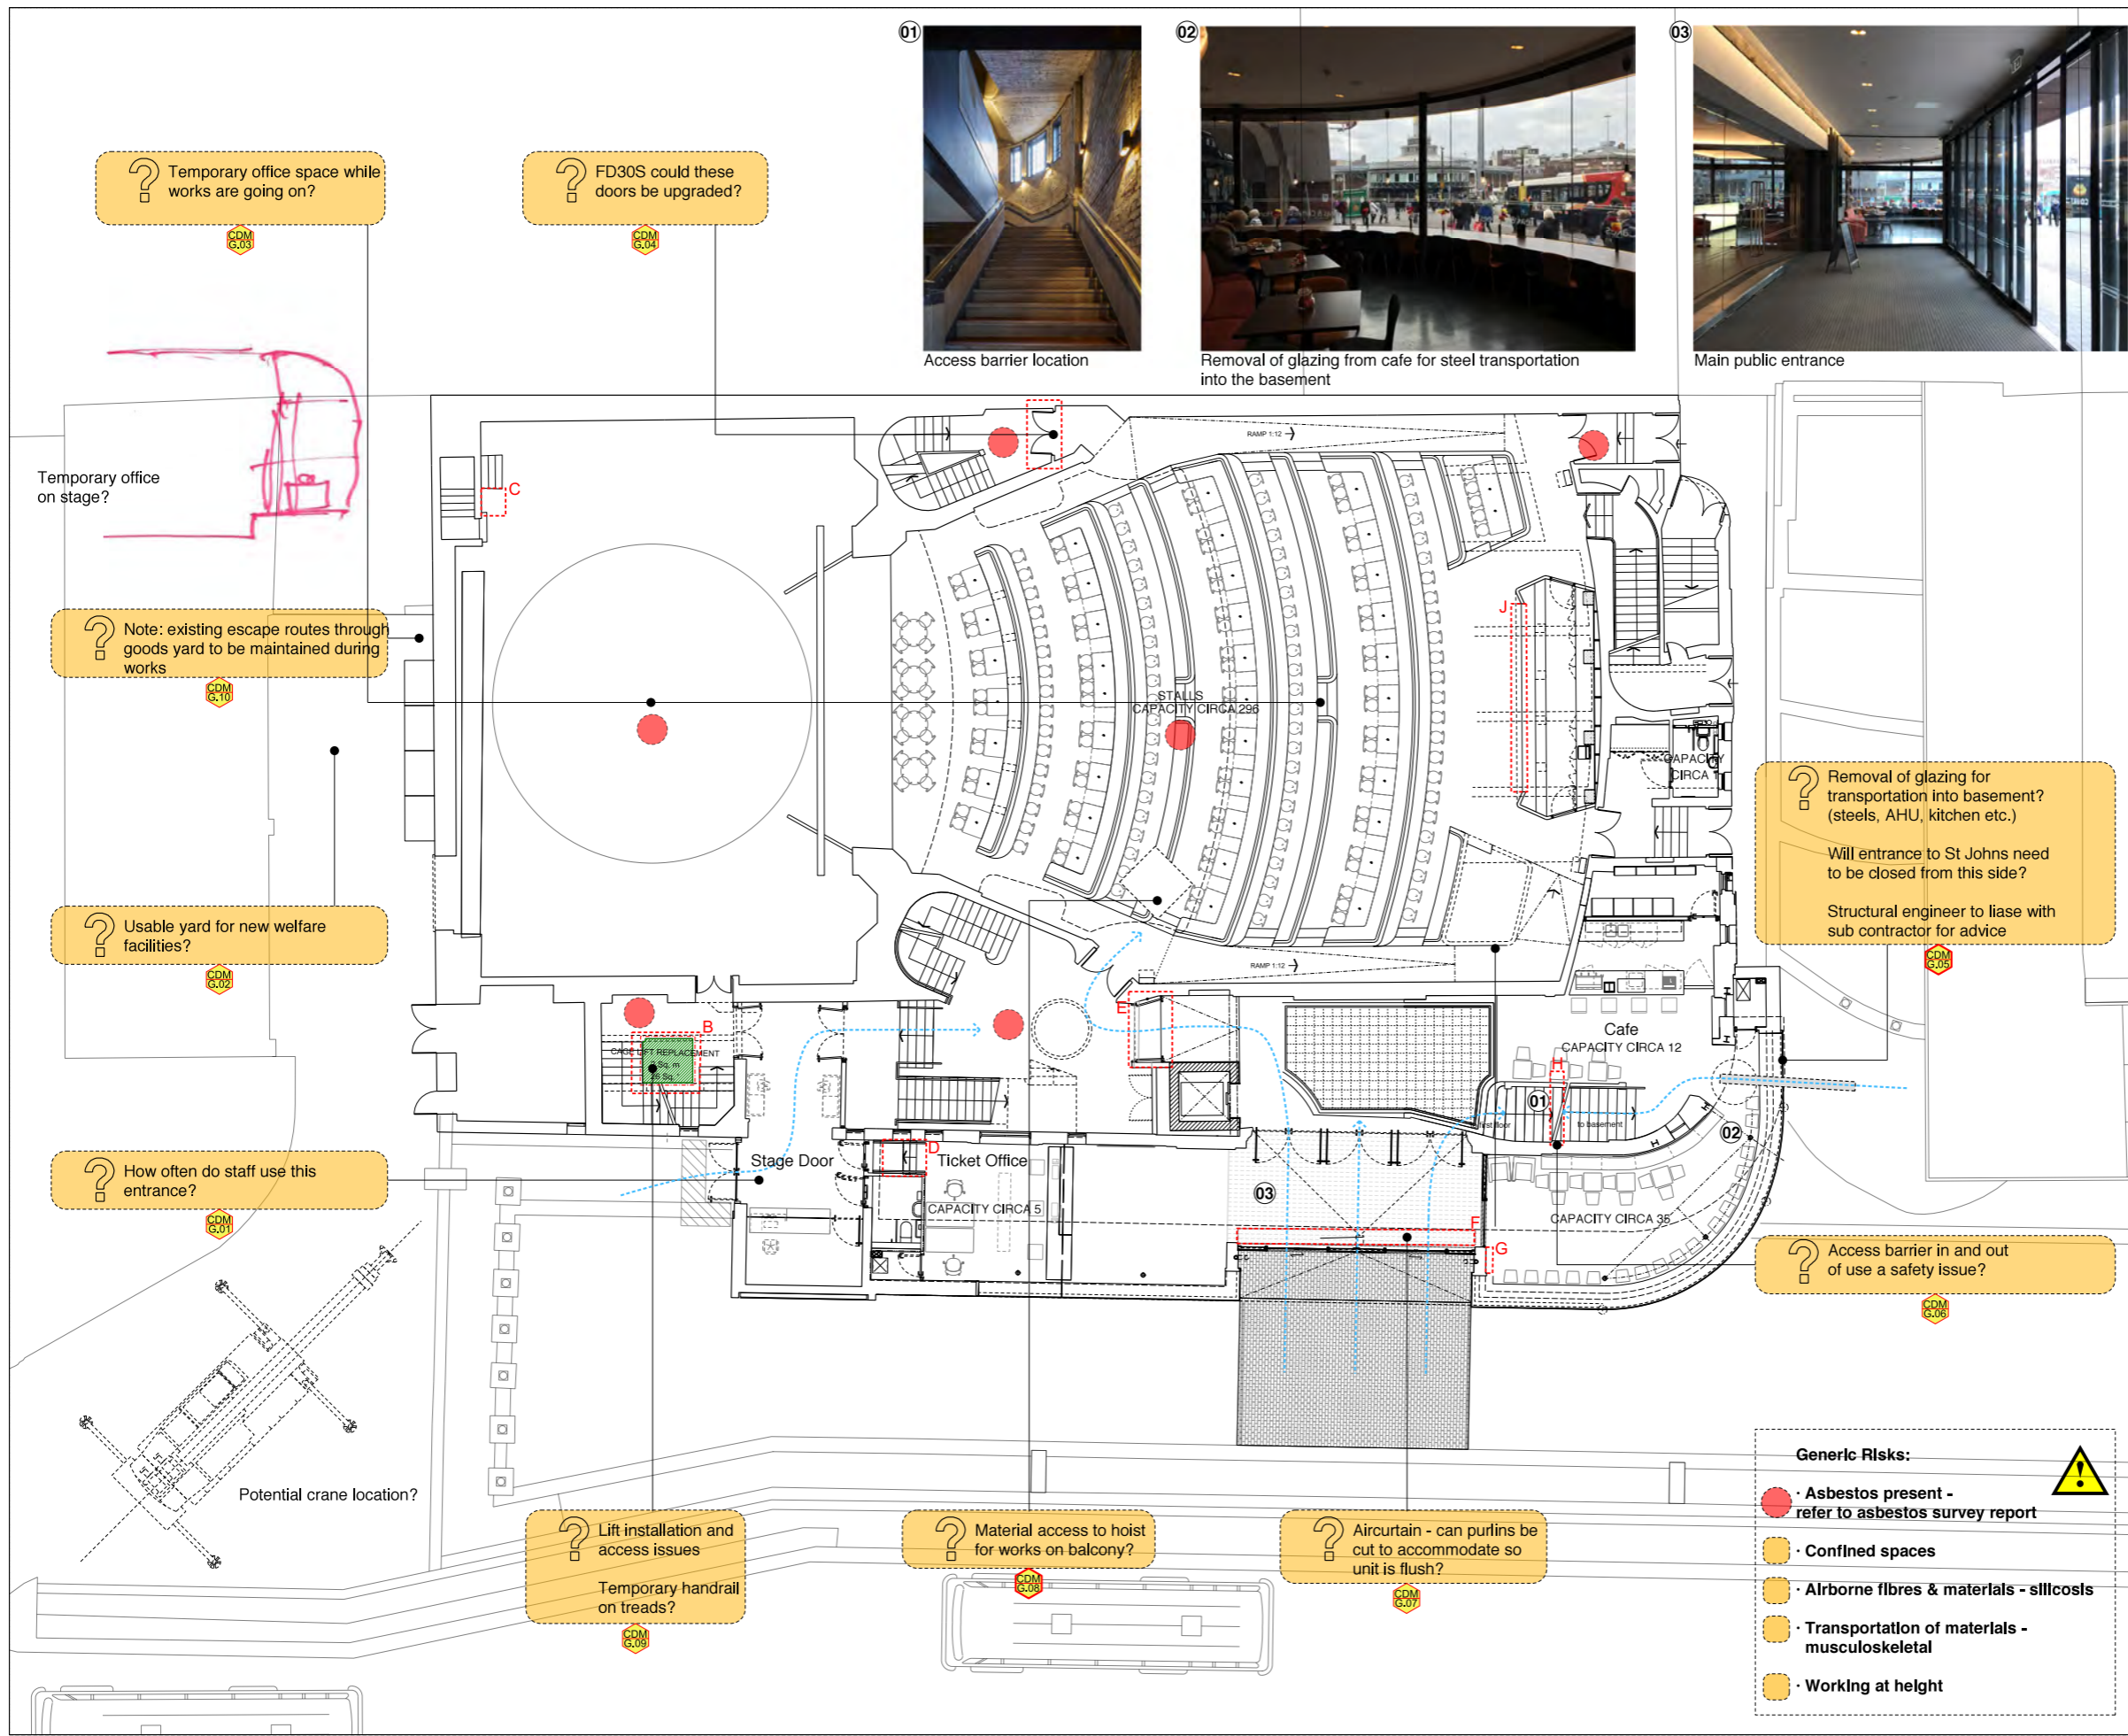 01
02
03
Access barrier location
Removal of glazing from cafe for steel transportation
into the basement
Main public entrance
Temporary office space while
works are going on?
CDM
G.03
FD30S could these
doors be upgraded?
CDM
G.04
Temporary office
on stage?
C
RAMP 1:12
Note: existing escape routes through
goods yard to be maintained during
works
CDM
G.10
J
STALLS
CAPACITY CIRCA 296
CAPACITY
CIRCA 1
Removal of glazing for
transportation into basement?
(steels, AHU, kitchen etc.)
Will entrance to St Johns need
to be closed from this side?
Structural engineer to liase with
sub contractor for advice
CDM
G.05
Usable yard for new welfare
facilities?
CDM
G.02
RAMP 1:12
B
CAGE LIFT REPLACEMENT
Sq. m
Sq.
E
Cafe
CAPACITY CIRCA 12
H
01
first floor
to basement
02
How often do staff use this
entrance?
CDM
G.01
Stage Door
D
Ticket Office
CAPACITY CIRCA 5
03
F
G
CAPACITY CIRCA 35
Access barrier in and out
of use a safety issue?
CDM
G.06
Potential crane location?
Lift installation and
access issues
Temporary handrail
on treads?
CDM
G.09
Material access to hoist
for works on balcony?
CDM
G.08
Aircurtain - can purlins be
cut to accommodate so
unit is flush?
CDM
G.07
Generic Risks:
· Asbestos present -
refer to asbestos survey report
· Confined spaces
· Airborne fibres & materials - silicosis
· Transportation of materials -
musculoskeletal
· Working at height